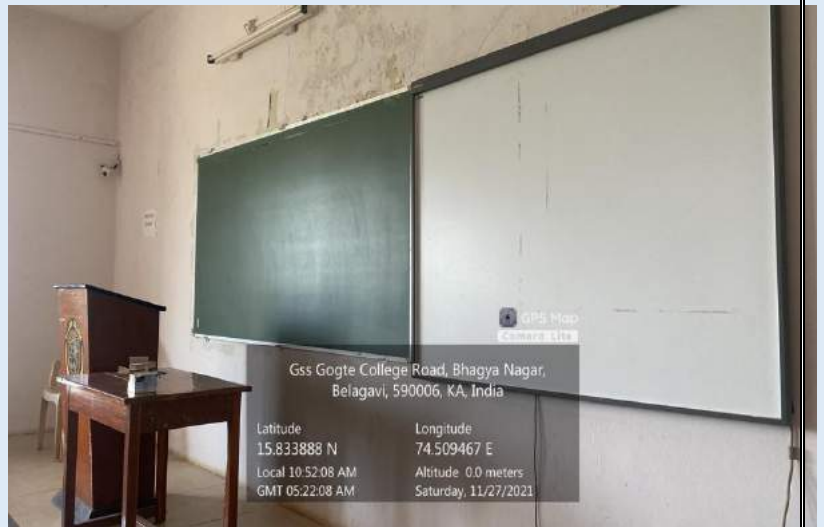 GPS Map
Camera Lite
Gss Gogte College Road, Bhagya Nagar,
Belagavi, 590006, KA, India
Latitude
15.833888 N
Longitude
74.509467 E
Local 10:52:08 AM
GMT 05:22:08 AM
Altitude 0.0 meters
Saturday, 11/27/2021